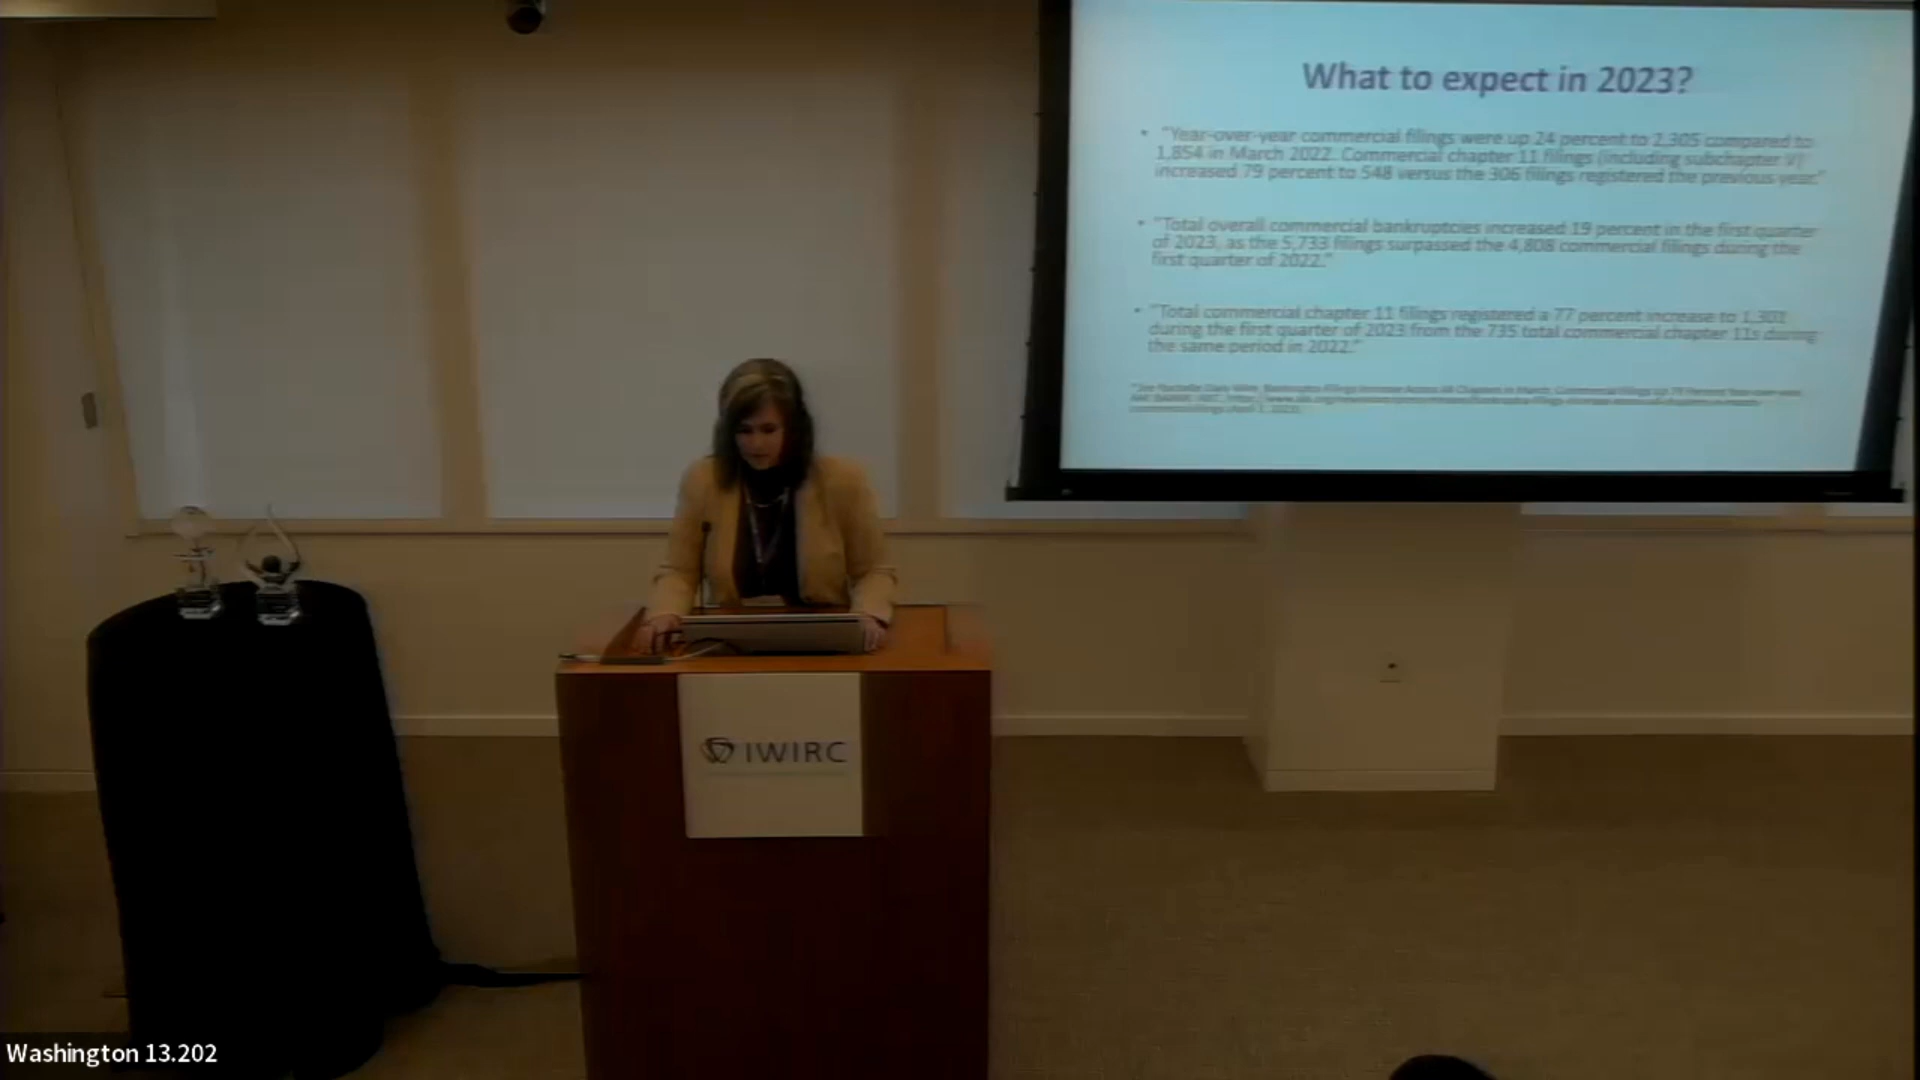 What to expect in 2023?
• "Year-over-year commercial filings were up 24 percent to 2,305 compared to
1,854 in March 2022. Commercial chapter 11 filings (including subchapter V)
increased 79 percent to 548 versus the 306 filings registered the previous year."
• "Total overall commercial bankruptcies increased 19 percent in the first quarter
of 2023, as the 5,733 filings surpassed the 4,808 commercial filings during the
first quarter of 2022."
• "Total commercial chapter 11 filings registered a 77 percent increase to 1,301
during the first quarter of 2023 from the 735 total commercial chapter 11s during
the same period in 2022."
IWIRC
Washington 13.202